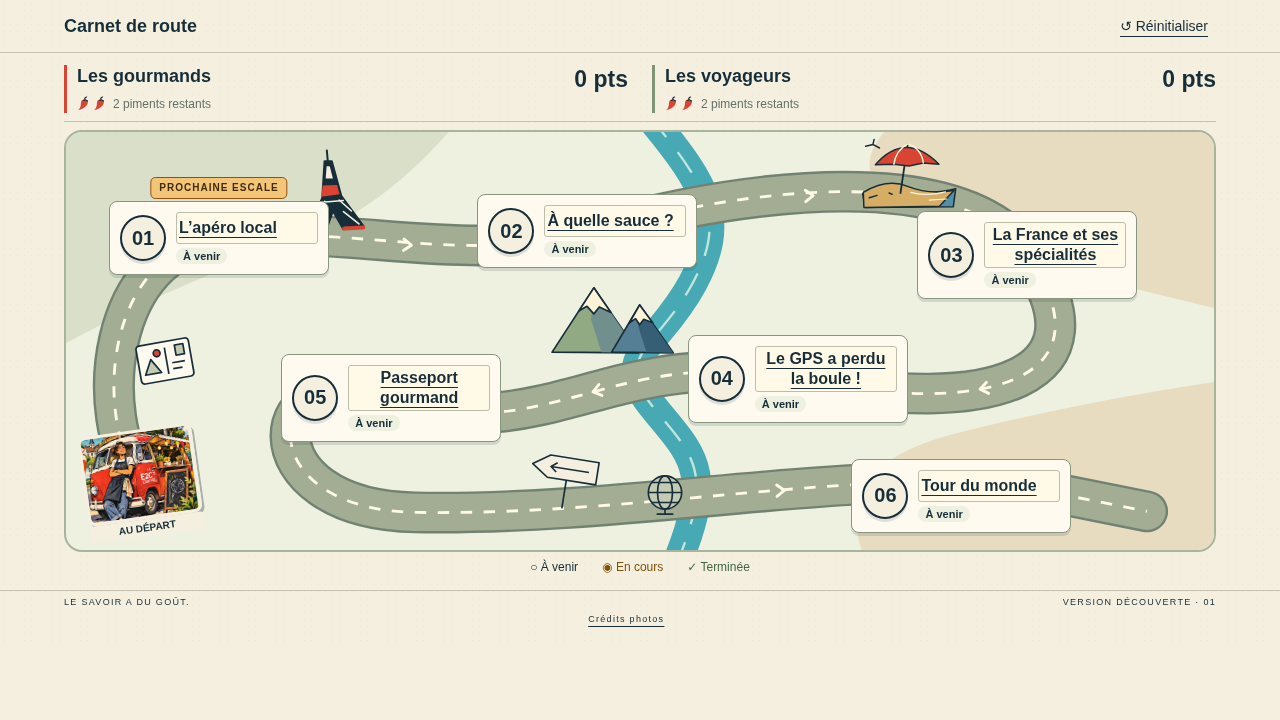 Carnet de route
↺ Réinitialiser
Les gourmands
0 pts
2 piments restants
Les voyageurs
0 pts
2 piments restants
PROCHAINE ESCALE
01
L'apéro local
À venir
02
À quelle sauce ?
À venir
03
La France et ses
spécialités
À venir
04
Le GPS a perdu
la boule !
À venir
05
Passeport
gourmand
À venir
06
Tour du monde
À venir
AU DÉPART
○ À venir
◉ En cours
✓ Terminée
LE SAVOIR A DU GOÛT.
VERSION DÉCOUVERTE · 01
Crédits photos